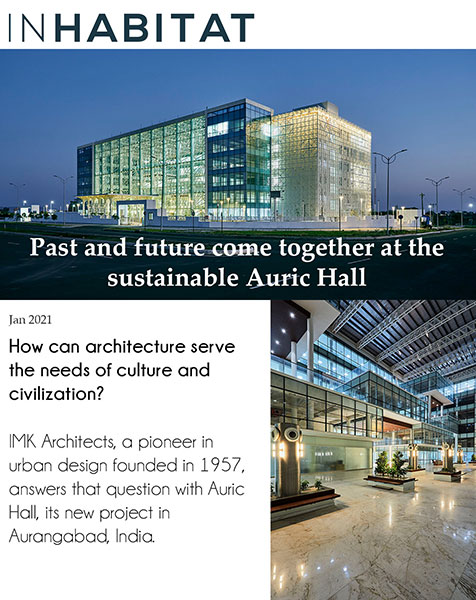 INHABITAT
Past and future come together at the
sustainable Auric Hall
Jan 2021
How can architecture serve
the needs of culture and
civilization?
IMK Architects, a pioneer in
urban design founded in 1957,
answers that question with Auric
Hall, its new project in
Aurangabad, India.